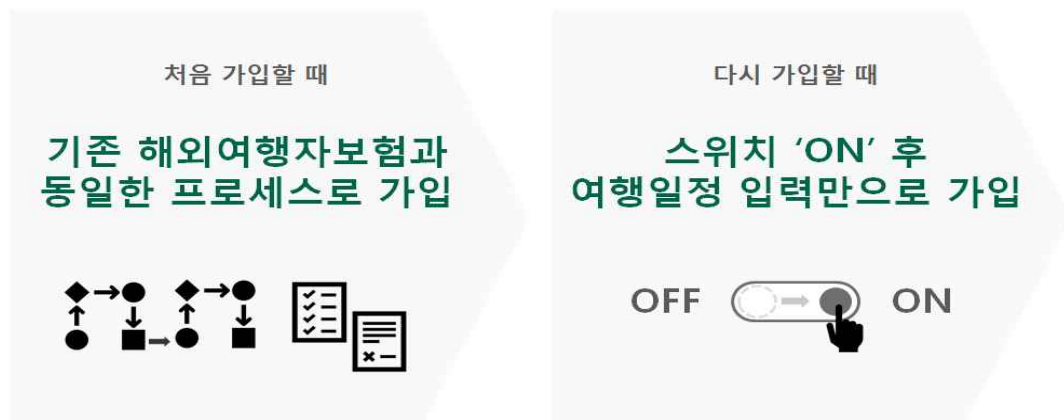 처음 가입할 때
기존 해외여행자보험과
동일한 프로세스로 가입
다시 가입할 때
스위치 ‘ON’ 후
여행일정 입력만으로 가입
OFF ON